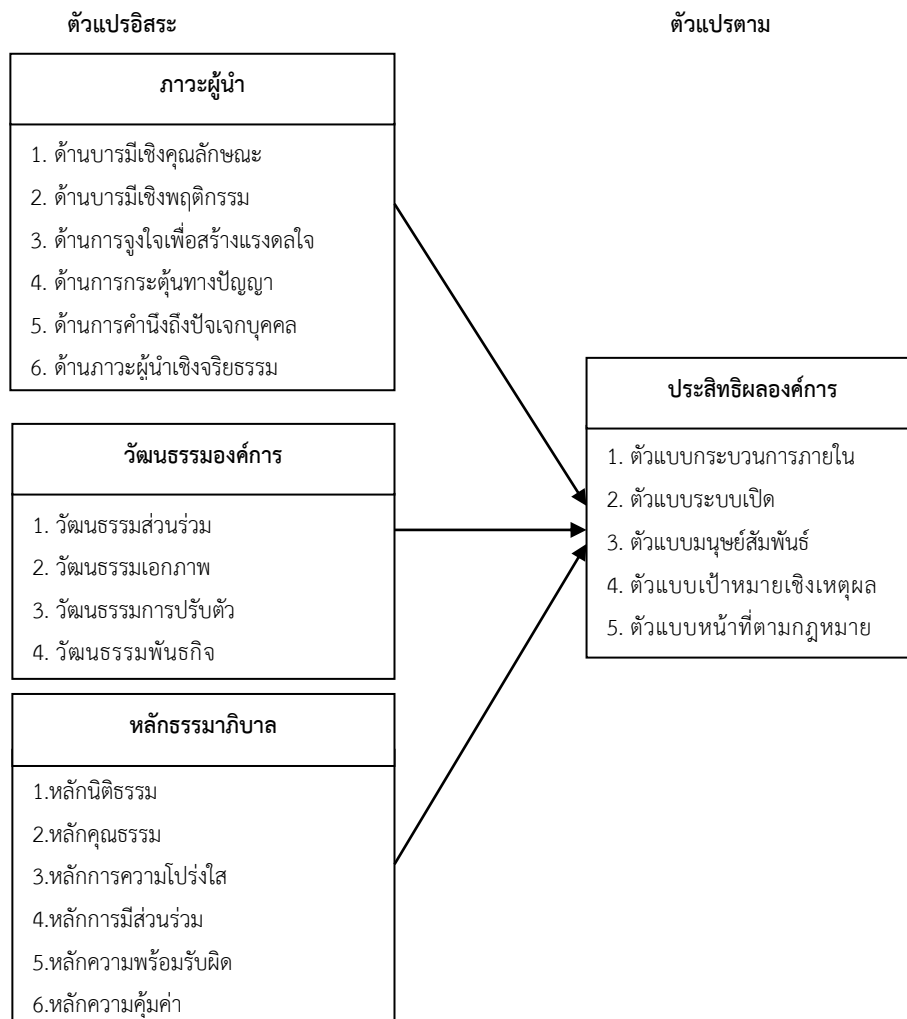 ตัวแปรอิสระ
ตัวแปรตาม
ภาวะผู้นำ
1. ด้านบารมีเชิงคุณลักษณะ
2. ด้านบารมีเชิงพฤติกรรม
3. ด้านการจูงใจเพื่อสร้างแรงดลใจ
4. ด้านการกระตุ้นทางปัญญา
5. ด้านการคำนึงถึงปัจเจกบุคคล
6. ด้านภาวะผู้นำเชิงจริยธรรม
วัฒนธรรมองค์การ
1. วัฒนธรรมส่วนร่วม
2. วัฒนธรรมเอกภาพ
3. วัฒนธรรมการปรับตัว
4. วัฒนธรรมพันธกิจ
หลักธรรมาภิบาล
1.หลักนิติธรรม
2.หลักคุณธรรม
3.หลักการความโปร่งใส
4.หลักการมีส่วนร่วม
5.หลักความพร้อมรับผิด
6.หลักความคุ้มค่า
ประสิทธิผลองค์การ
1. ตัวแบบกระบวนการภายใน
2. ตัวแบบระบบเปิด
3. ตัวแบบมนุษย์สัมพันธ์
4. ตัวแบบเป้าหมายเชิงเหตุผล
5. ตัวแบบหน้าที่ตามกฎหมาย